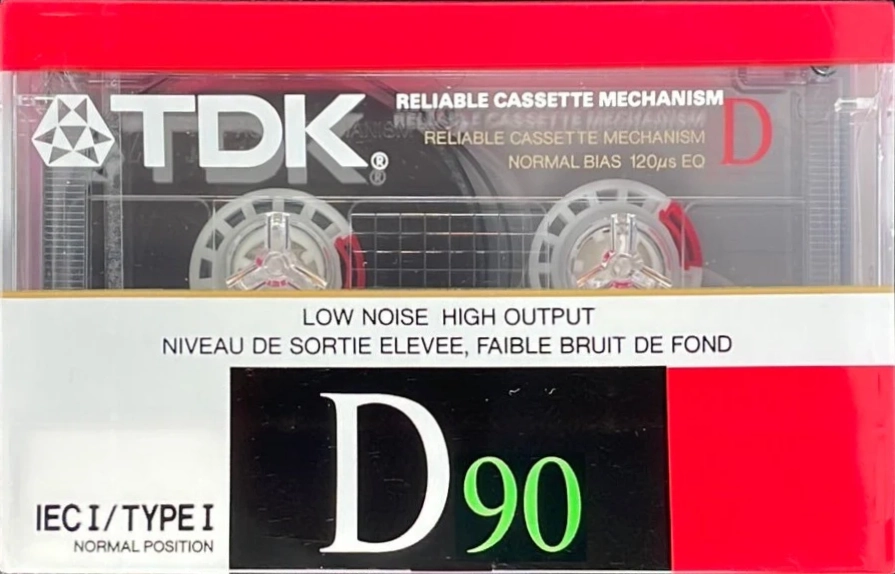 TDK®
RELIABLE CASSETTE MECHANISM
D
RELIABLE CASSETTE MECHANISM
NORMAL BIAS 120µs EQ
LOW NOISE HIGH OUTPUT
NIVEAU DE SORTIE ELEVEE, FAIBLE BRUIT DE FOND
D90
IEC I/TYPE I
NORMAL POSITION